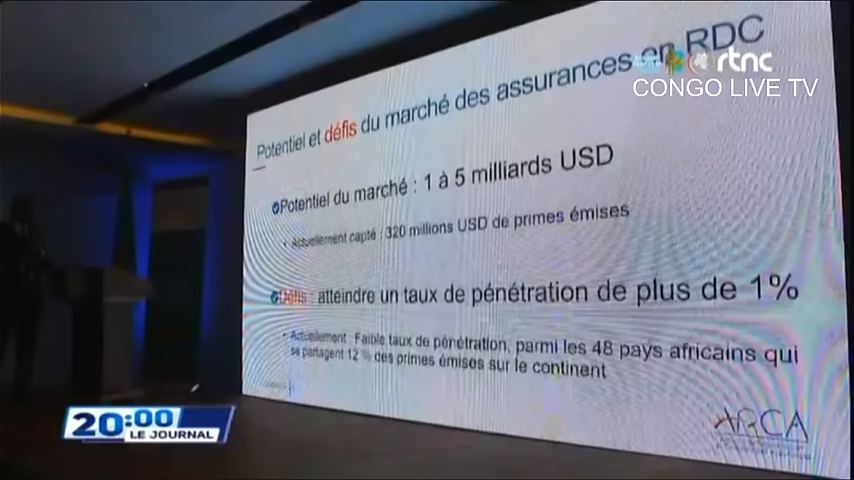 rtnc
CONGO LIVE TV
Potentiel et défis du marché des assurances en RDC
Potentiel du marché : 1 à 5 milliards USD
• Actuellement capté : 320 millions USD de primes émises
Défis : atteindre un taux de pénétration de plus de 1%
• Actuellement : Faible taux de pénétration, parmi les 48 pays africains qui
se partagent 12 % des primes émises sur le continent
ARCA
20:00
LE JOURNAL